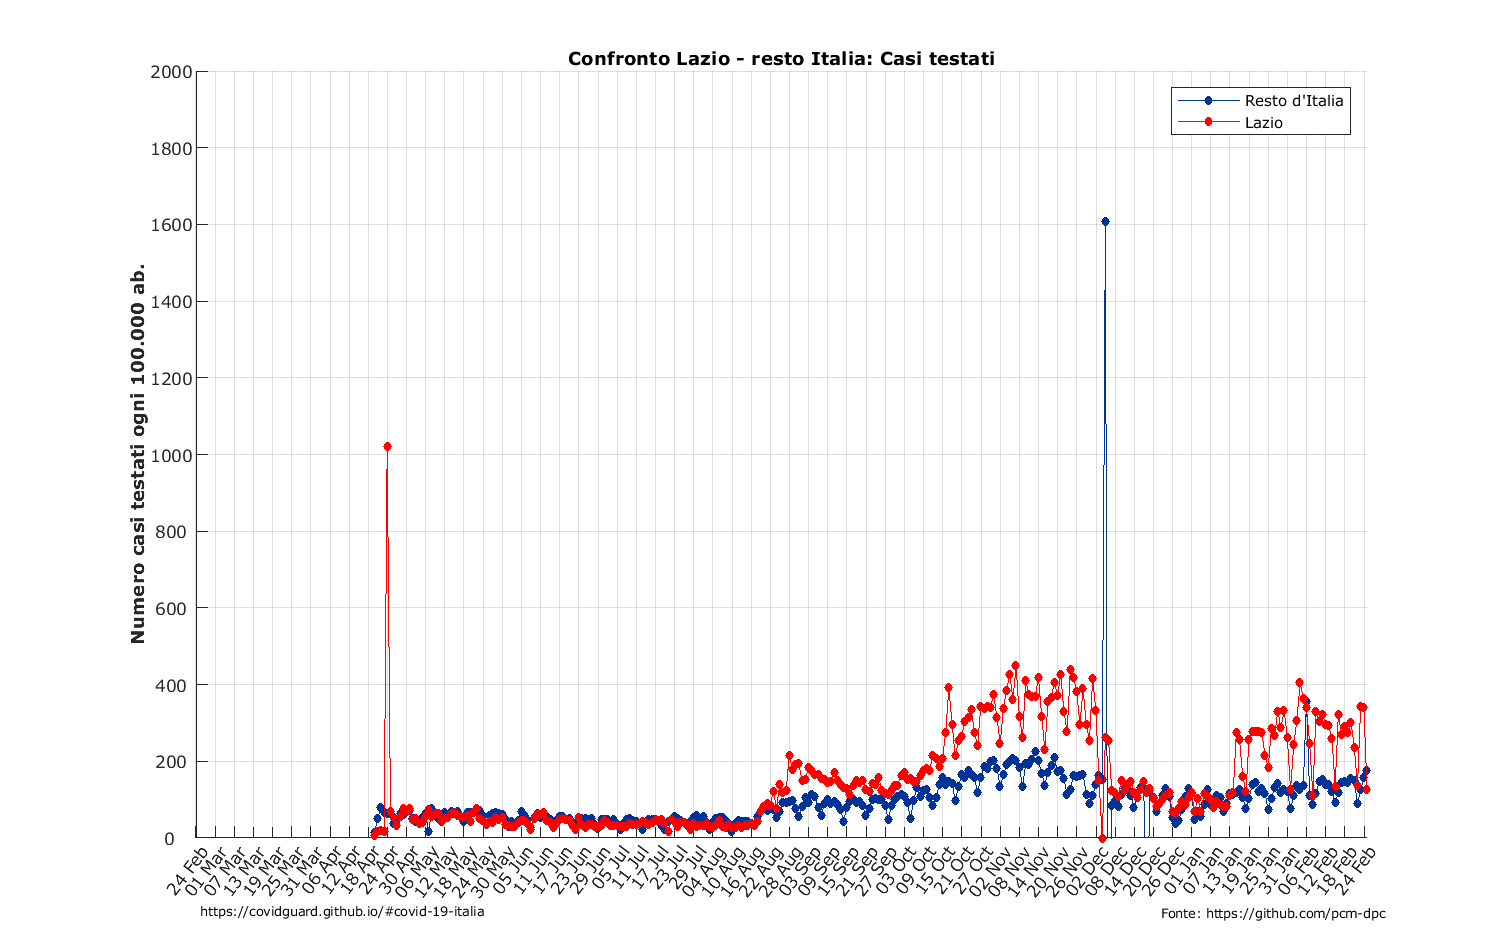 Confronto Lazio - resto Italia: Casi testati
Resto d'Italia
Lazio
Numero casi testati ogni 100.000 ab.
2000
1800
1600
1400
1200
1000
800
600
400
200
0
24 Feb
01 Mar
07 Mar
13 Mar
19 Mar
25 Mar
31 Mar
06 Apr
12 Apr
18 Apr
24 Apr
30 Apr
06 May
12 May
18 May
24 May
30 May
05 Jun
11 Jun
17 Jun
23 Jun
29 Jun
05 Jul
11 Jul
17 Jul
23 Jul
29 Jul
04 Aug
10 Aug
16 Aug
22 Aug
28 Aug
03 Sep
09 Sep
15 Sep
21 Sep
27 Sep
03 Oct
09 Oct
15 Oct
21 Oct
27 Oct
02 Nov
08 Nov
14 Nov
20 Nov
26 Nov
02 Dec
08 Dec
14 Dec
20 Dec
26 Dec
01 Jan
07 Jan
13 Jan
19 Jan
25 Jan
31 Jan
06 Feb
12 Feb
18 Feb
24 Feb
https://covidguard.github.io/#covid-19-italia
Fonte: https://github.com/pcm-dpc